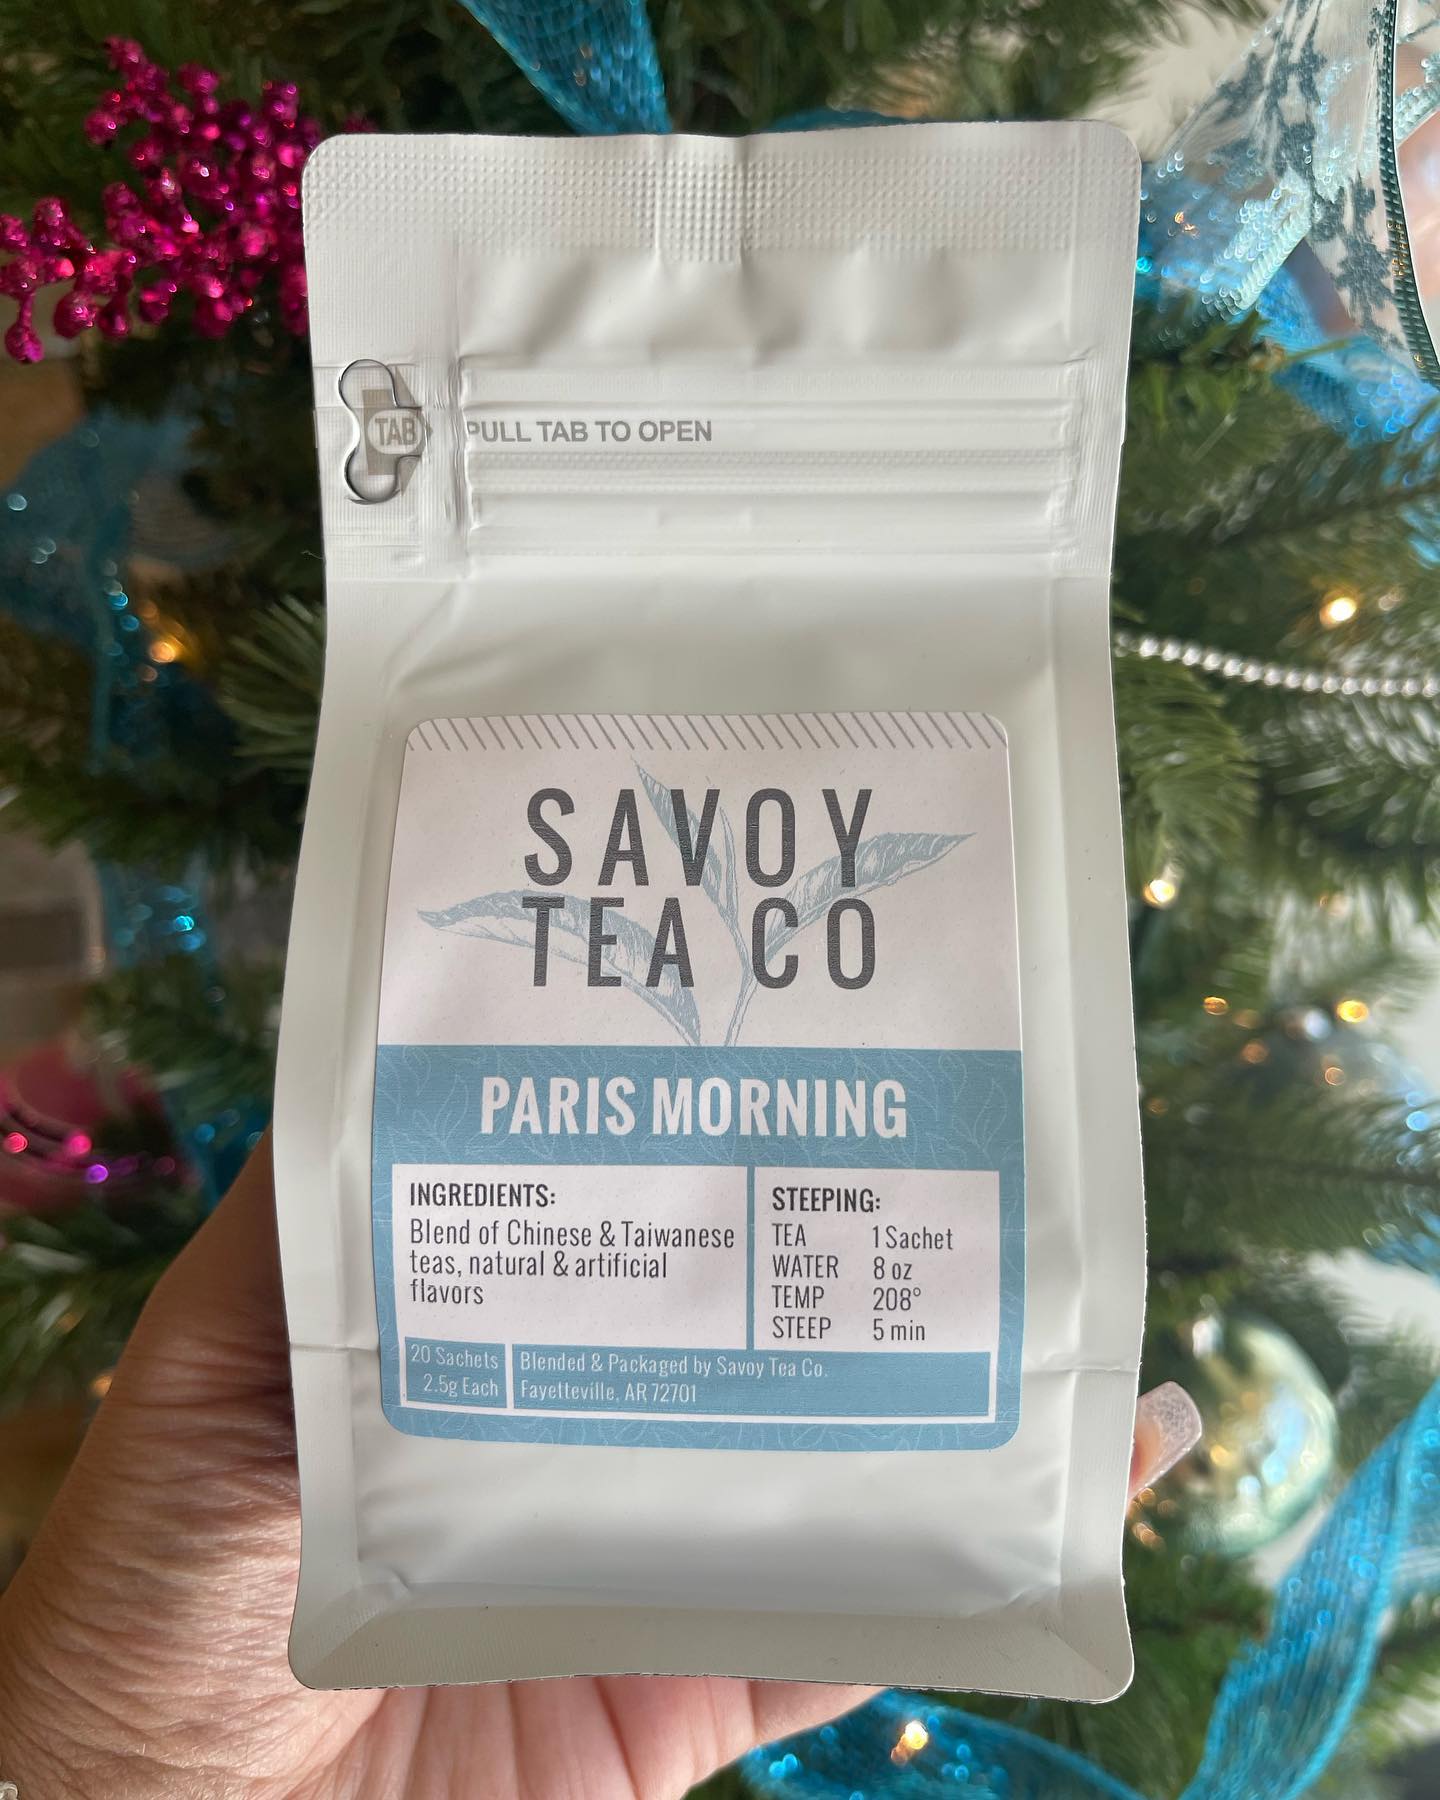 TAB PULL TAB TO OPEN
SAVOY
TEA CO
PARIS MORNING
INGREDIENTS:
Blend of Chinese & Taiwanese
teas, natural & artificial
flavors
STEEPING:
TEA 1 Sachet
WATER 8 oz
TEMP 208°
STEEP 5 min
20 Sachets
2.5g Each
Blended & Packaged by Savoy Tea Co.
Fayetteville, AR 72701